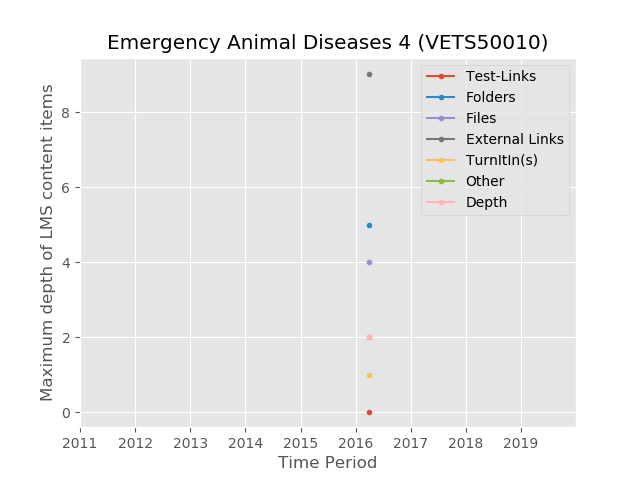 Emergency Animal Diseases 4 (VETS50010)
Test-Links
Folders
Files
External Links
TurnItIn(s)
Other
Depth
Maximum depth of LMS content items
8
6
4
2
0
2011 2012 2013 2014 2015 2016 2017 2018 2019
Time Period